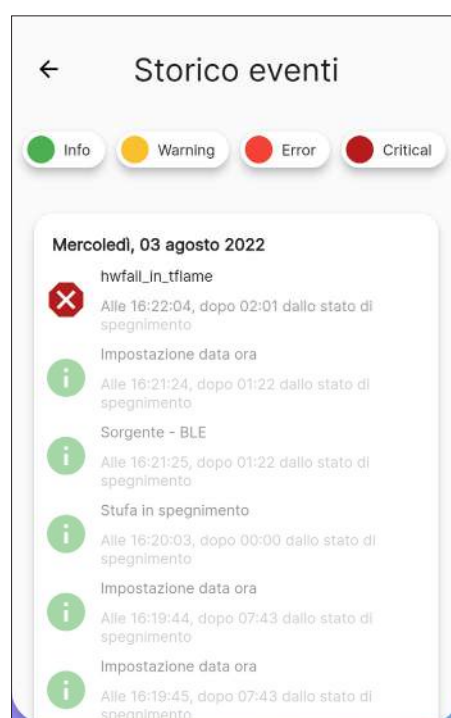 Storico eventi
Info
Warning
Error
Critical
Mercoledì, 03 agosto 2022
hwfail_in_tflame
Alle 16:22:04, dopo 02:01 dallo stato di
spegnimento
Impostazione data ora
Alle 16:21:24, dopo 01:22 dallo stato di
spegnimento
Sorgente - BLE
Alle 16:21:25, dopo 01:22 dallo stato di
spegnimento
Stufa in spegnimento
Alle 16:20:03, dopo 00:00 dallo stato di
spegnimento
Impostazione data ora
Alle 16:19:44, dopo 07:43 dallo stato di
spegnimento
Impostazione data ora
Alle 16:19:45, dopo 07:43 dallo stato di
spegnimento